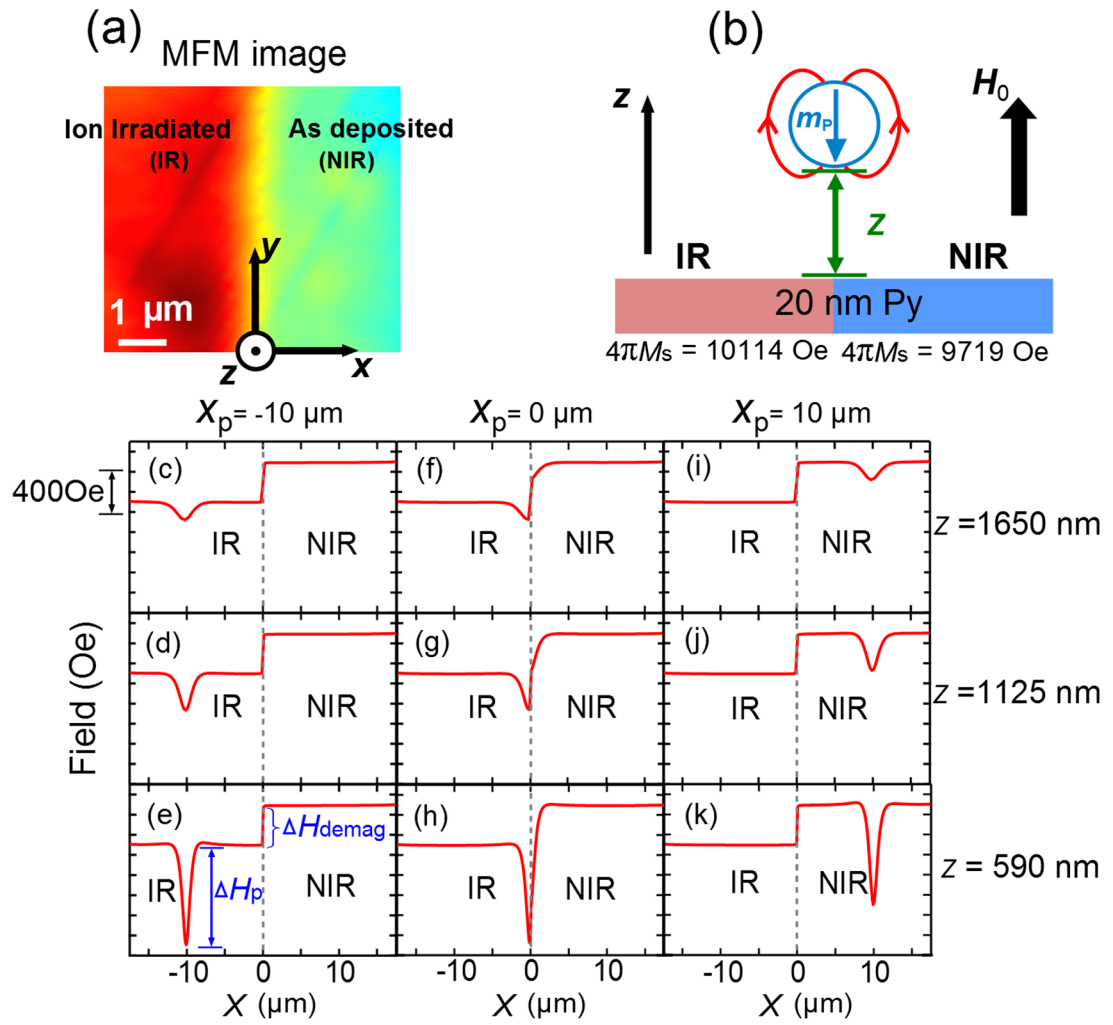 (a)
MFM image
Ion Irradiated
(IR)
As deposited
(NIR)
1 μm
y
z
x
(b)
z
mP
H0
z
IR
NIR
20 nm Py
4πMs = 10114 Oe
4πMs = 9719 Oe
Xp= -10 μm
Xp= 0 μm
Xp= 10 μm
400Oe
(c)
IR
NIR
(f)
IR
NIR
(i)
IR
NIR
z =1650 nm
(d)
IR
NIR
(g)
IR
NIR
(j)
IR
NIR
z =1125 nm
Field (Oe)
(e)
ΔHdemag
IR
ΔHp
NIR
(h)
IR
NIR
(k)
IR
NIR
z = 590 nm
-10
0
10
-10
0
10
-10
0
10
X (μm)
X (μm)
X (μm)